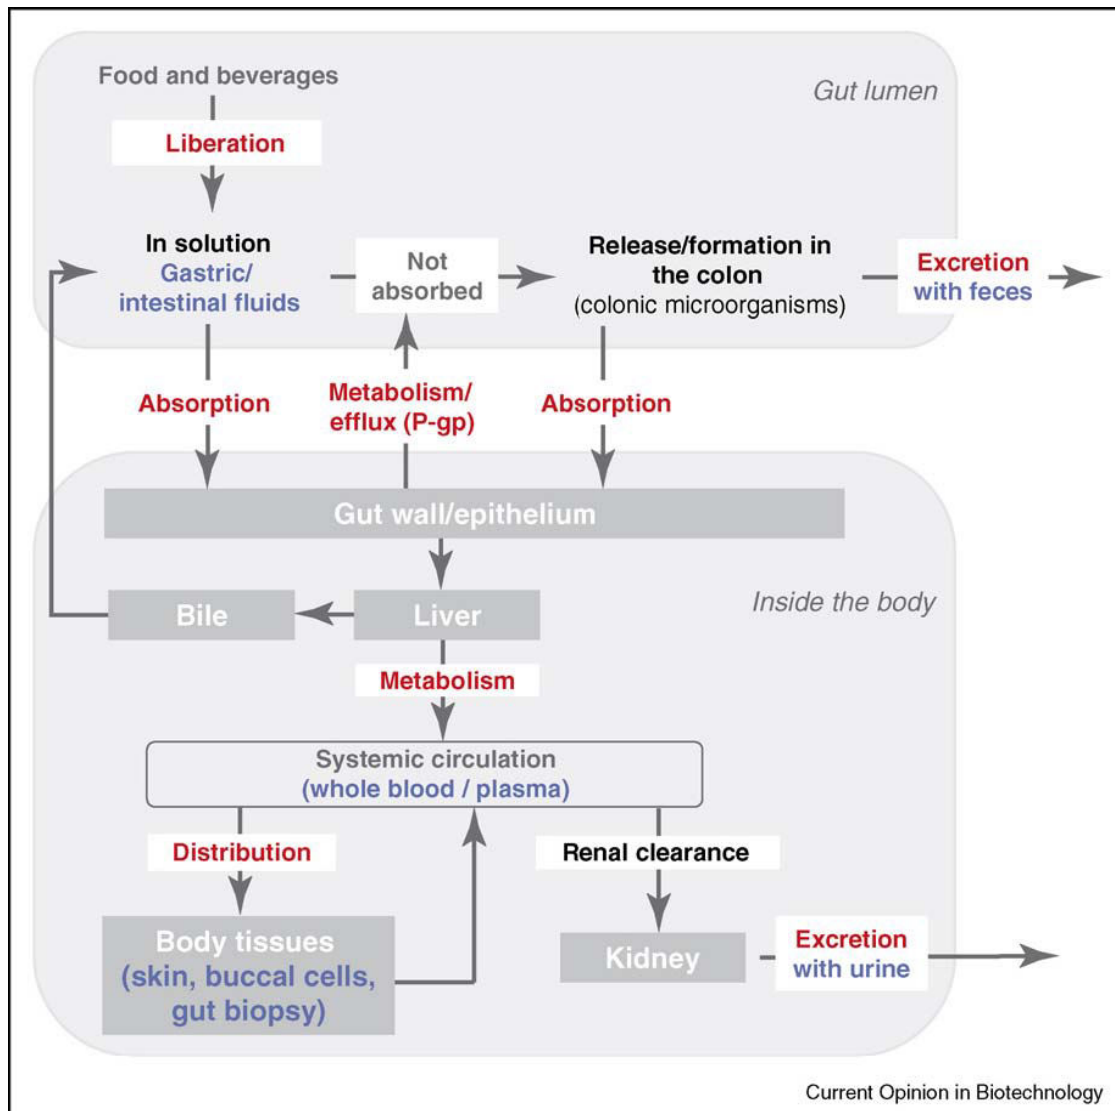 Food and beverages
Gut lumen
Liberation
In solution
Gastric/
intestinal fluids
Not
absorbed
Release/formation in
the colon
(colonic microorganisms)
Excretion
with feces
Absorption
Metabolism/
efflux (P-gp)
Absorption
Gut wall/epithelium
Bile
Liver
Inside the body
Metabolism
Systemic circulation
(whole blood / plasma)
Distribution
Renal clearance
Body tissues
(skin, buccal cells,
gut biopsy)
Kidney
Excretion
with urine
Current Opinion in Biotechnology